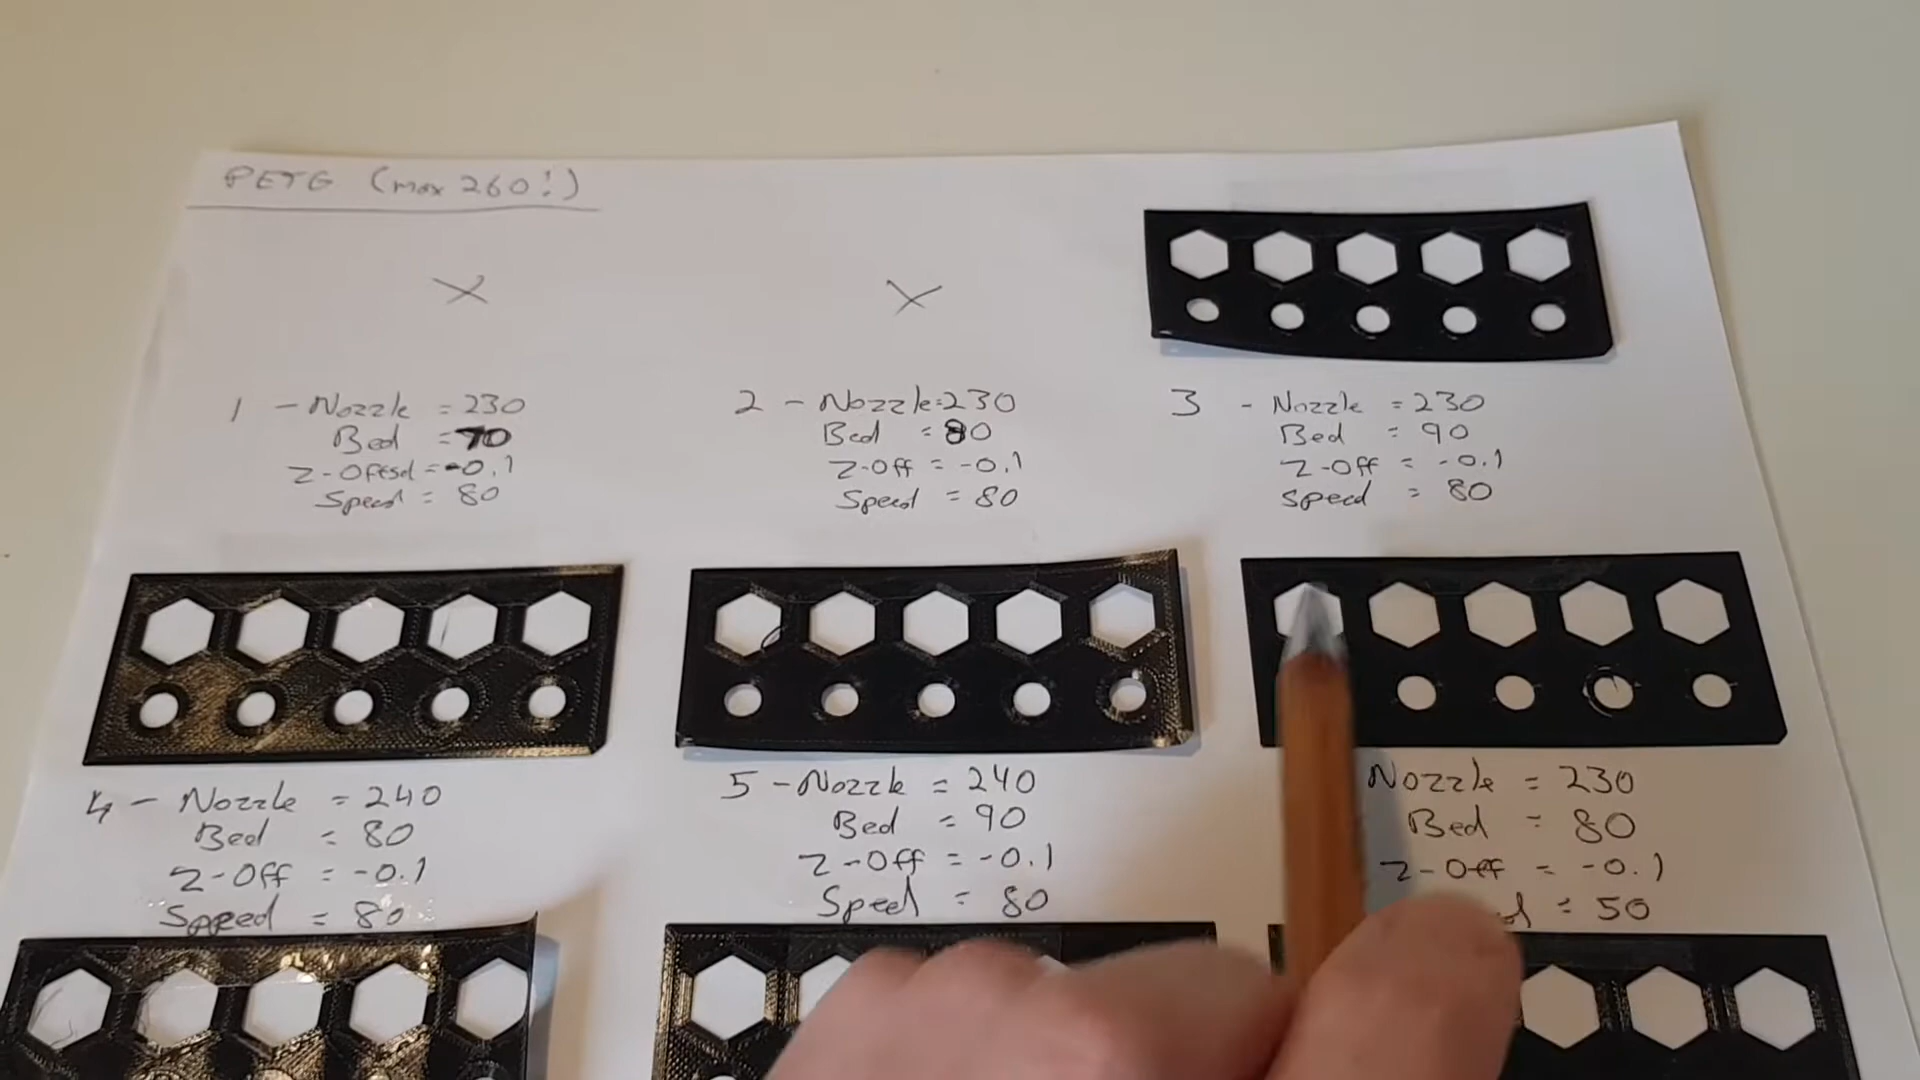 PETG (max 260!)
1 - Nozzle = 230
Bed = 70
Z-Offset = -0.1
Speed = 80
2 - Nozzle = 230
Bed = 80
Z-Off = -0.1
Speed = 80
3 - Nozzle = 230
Bed = 90
Z-Off = -0.1
Speed = 80
4 - Nozzle = 240
Bed = 80
Z-Off = -0.1
Speed = 80
5 - Nozzle = 240
Bed = 90
Z-Off = -0.1
Speed = 80
Nozzle = 230
Bed = 80
Z-Off = -0.1
= 50